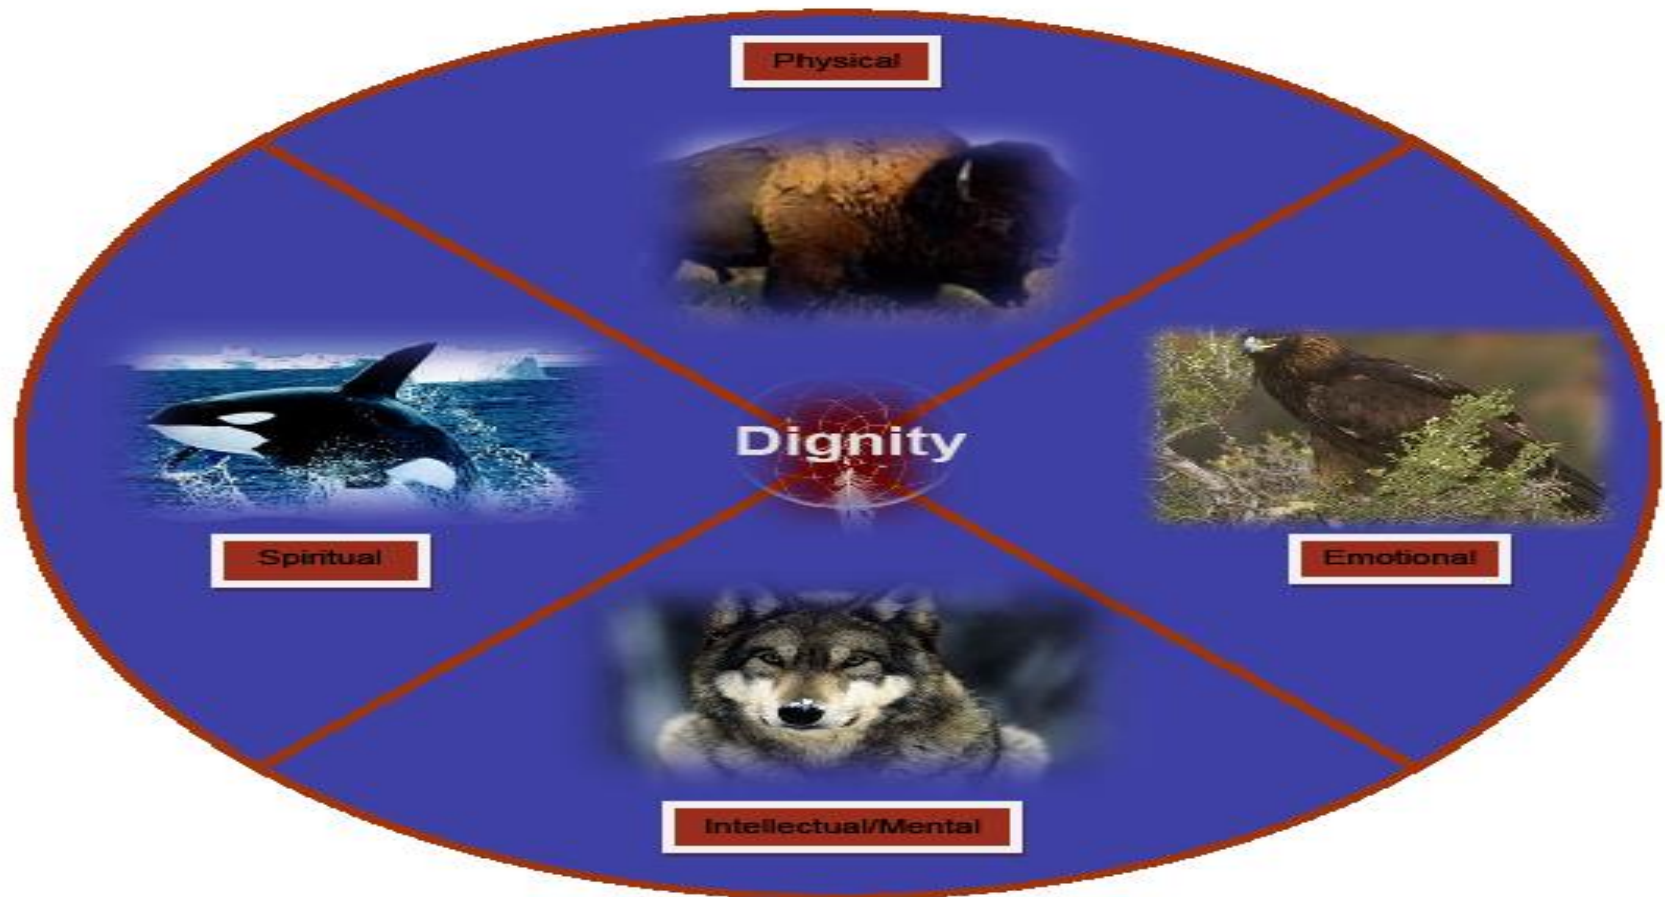 Physical
Dignity
Spiritual
Emotional
Intellectual/Mental